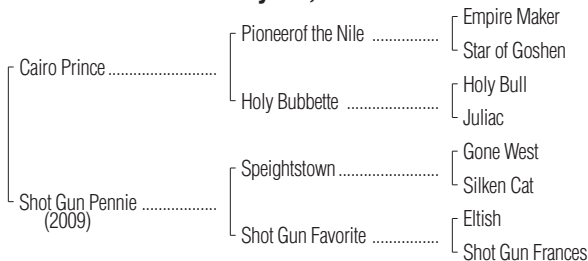 Empire Maker
Pioneerof the Nile ................
Star of Goshen
Cairo Prince ..........................
Holy Bull
Holy Bubbette ......................
Juliac
Gone West
Speightstown ........................
Silken Cat
Shot Gun Pennie ..................
(2009)
Eltish
Shot Gun Favorite ................
Shot Gun Frances